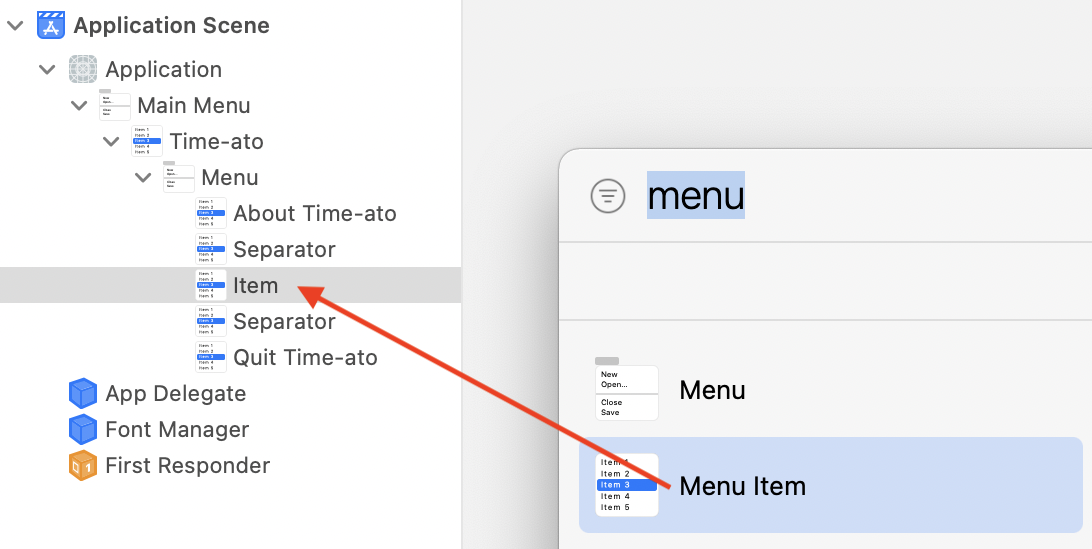 Application Scene
Application
Main Menu
Time-ato
Menu
About Time-ato
Separator
Item
Separator
Quit Time-ato
App Delegate
Font Manager
First Responder
menu
New
Open...
Close
Save
Menu
Item 1
Item 2
Item 3
Item 4
Item 5
Menu Item